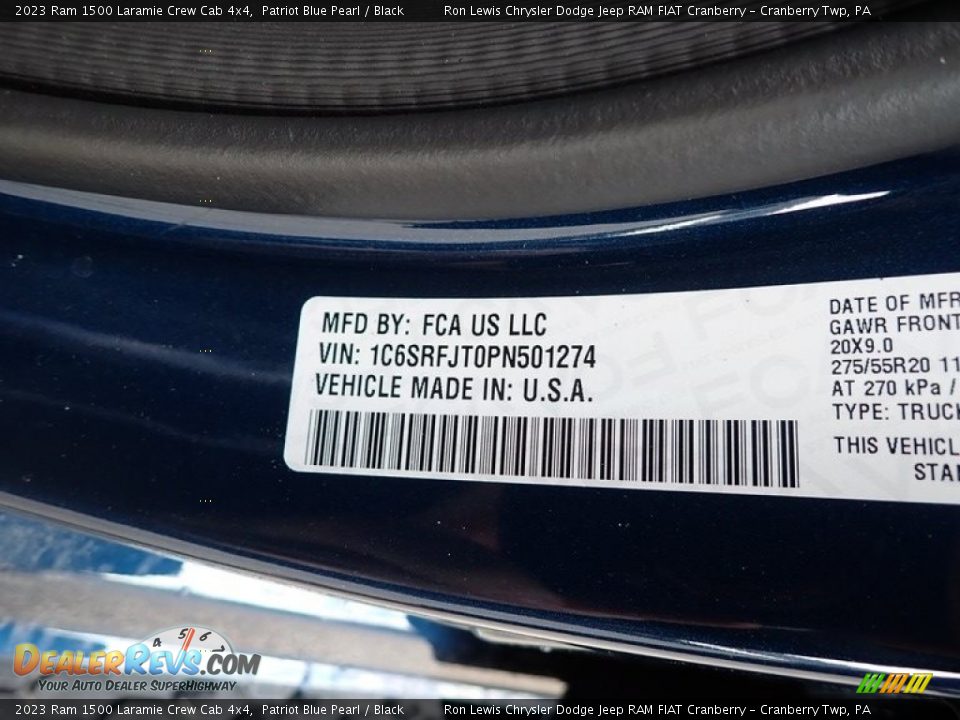 2023 Ram 1500 Laramie Crew Cab 4x4, Patriot Blue Pearl / Black Ron Lewis Chrysler Dodge Jeep RAM FIAT Cranberry - Cranberry Twp, PA
MFD BY: FCA US LLC
VIN: 1C6SRFJT0PN501274
VEHICLE MADE IN: U.S.A.
DATE OF MFR
GAWR FRONT
20X9.0
275/55R20 11
AT 270 kPa /
TYPE: TRUCK
THIS VEHICL
STAN
4 5 6
DEALERREVS.COM
YOUR AUTO DEALER SUPERHIGHWAY
2023 Ram 1500 Laramie Crew Cab 4x4, Patriot Blue Pearl / Black Ron Lewis Chrysler Dodge Jeep RAM FIAT Cranberry - Cranberry Twp, PA